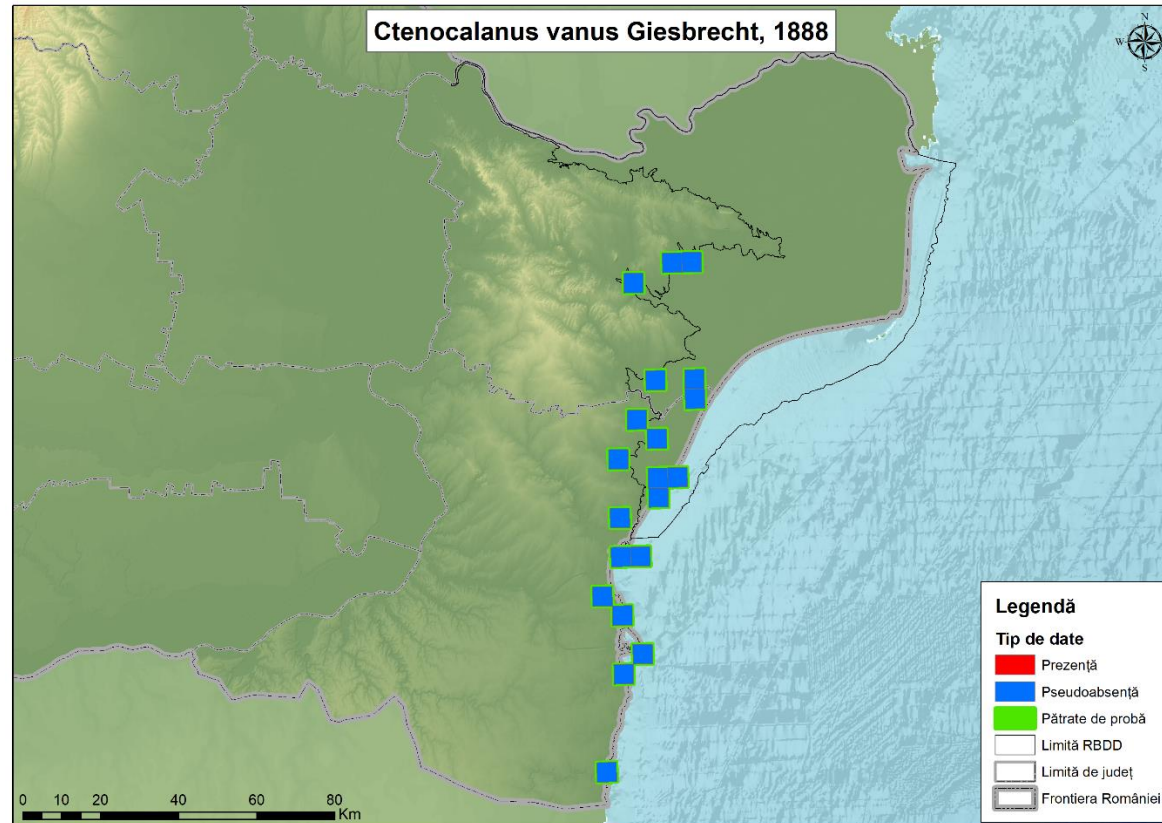 Ctenocalanus vanus Giesbrecht, 1888
N
W
S
Legendă
Tip de date
Prezență
Pseudoabsență
Pătrate de probă
Limită RBDD
Limită de județ
Frontiera României
0 10 20 40 60 80
Km